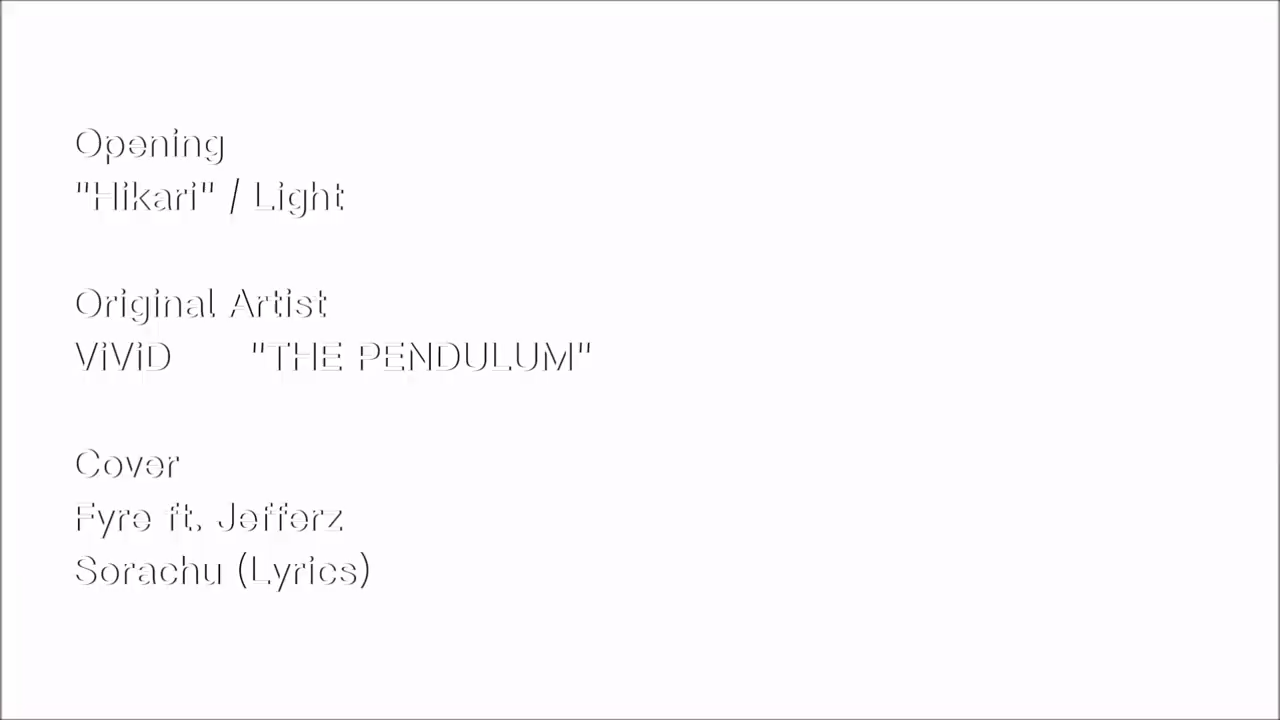 Opening
"Hikari" / Light
Original Artist
ViViD "THE PENDULUM"
Cover
Fyre ft. Jefferz
Sorachu (Lyrics)